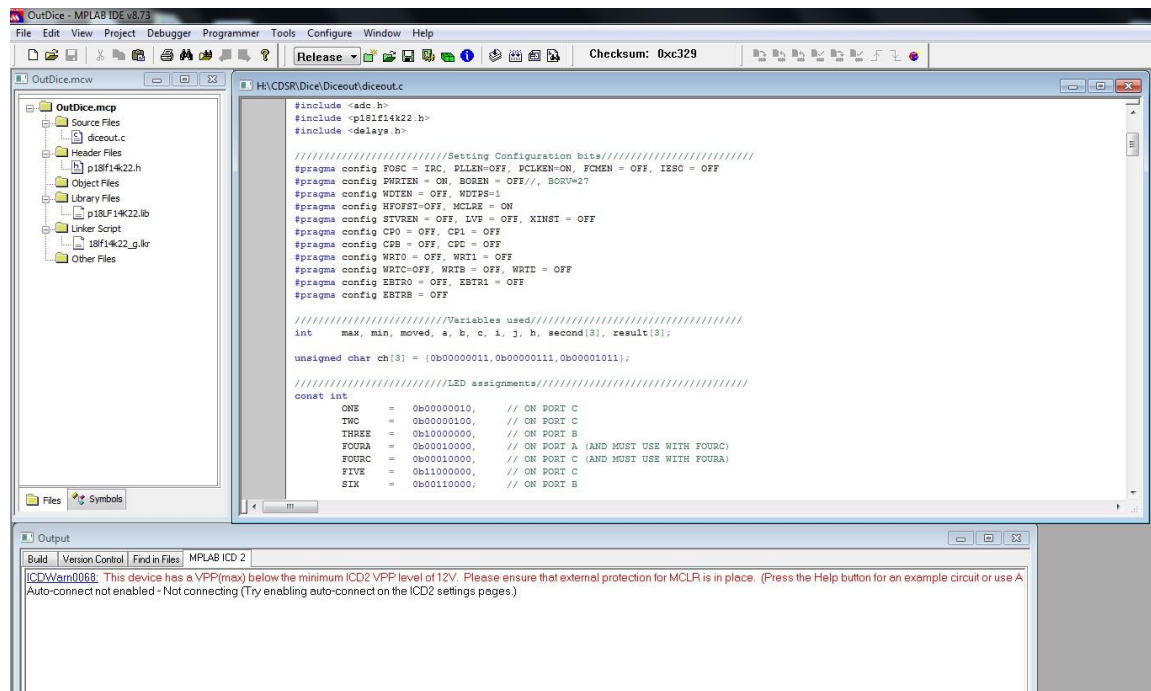 OutDice - MPLAB IDE v8.73
File Edit View Project Debugger Programmer Tools Configure Window Help
Release Checksum: 0xc329
OutDice.mcw
OutDice.mcp
Source Files
diceout.c
Header Files
p18lf14k22.h
Object Files
Library Files
p18LF14K22.lib
Linker Script
18lf14k22_g.lkr
Other Files
Files Symbols
H:\CDSR\Dice\Diceout\diceout.c
#include <adc.h>
#include <p18lf14k22.h>
#include <delays.h>
//////////////////////////Setting Configuration bits//////////////////////////
#pragma config FOSC = IRC, PLLEN=OFF, PCLKEN=ON, FCMEN = OFF, IESO = OFF
#pragma config PWRTEN = ON, BOREN = OFF//, BORV=27
#pragma config WDTEN = OFF, WDTPS=1
#pragma config HFOFST=OFF, MCLRE = ON
#pragma config STVREN = OFF, LVP = OFF, XINST = OFF
#pragma config CP0 = OFF, CP1 = OFF
#pragma config CPB = OFF, CPD = OFF
#pragma config WRT0 = OFF, WRT1 = OFF
#pragma config WRTC=OFF, WRTB = OFF, WRTD = OFF
#pragma config EBTR0 = OFF, EBTR1 = OFF
#pragma config EBTRB = OFF
//////////////////////////Variables used////////////////////////////////////
int max, min, moved, a, b, c, i, j, h, second[3], result[3];
unsigned char ch[3] = {0b00000011,0b00000111,0b00001011};
//////////////////////////LED assignments////////////////////////////////////
const int
ONE = 0b00000010, // ON PORT C
TWO = 0b00000100, // ON PORT C
THREE = 0b10000000, // ON PORT B
FOURA = 0b00010000, // ON PORT A (AND MUST USE WITH FOURC)
FOURC = 0b00010000, // ON PORT C (AND MUST USE WITH FOURA)
FIVE = 0b11000000, // ON PORT C
SIX = 0b00110000; // ON PORT B
Output
Build Version Control Find in Files MPLAB ICD 2
ICDWarn0068: This device has a VPP(max) below the minimum ICD2 VPP level of 12V. Please ensure that external protection for MCLR is in place. (Press the Help button for an example circuit or use A
Auto-connect not enabled - Not connecting (Try enabling auto-connect on the ICD2 settings pages.)